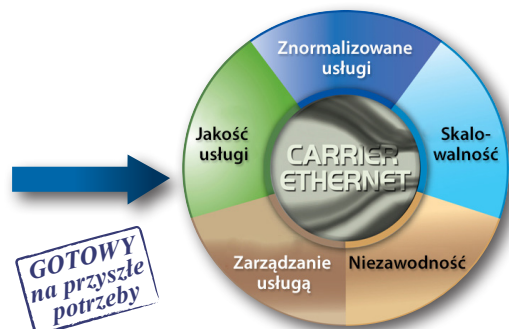 Znormalizowane
usługi
Jakość
usługi
Skalo-
walność
CARRIER
ETHERNET
Zarządzanie
usługą
Niezawodność
GOTOWY
na przyszłe
potrzeby